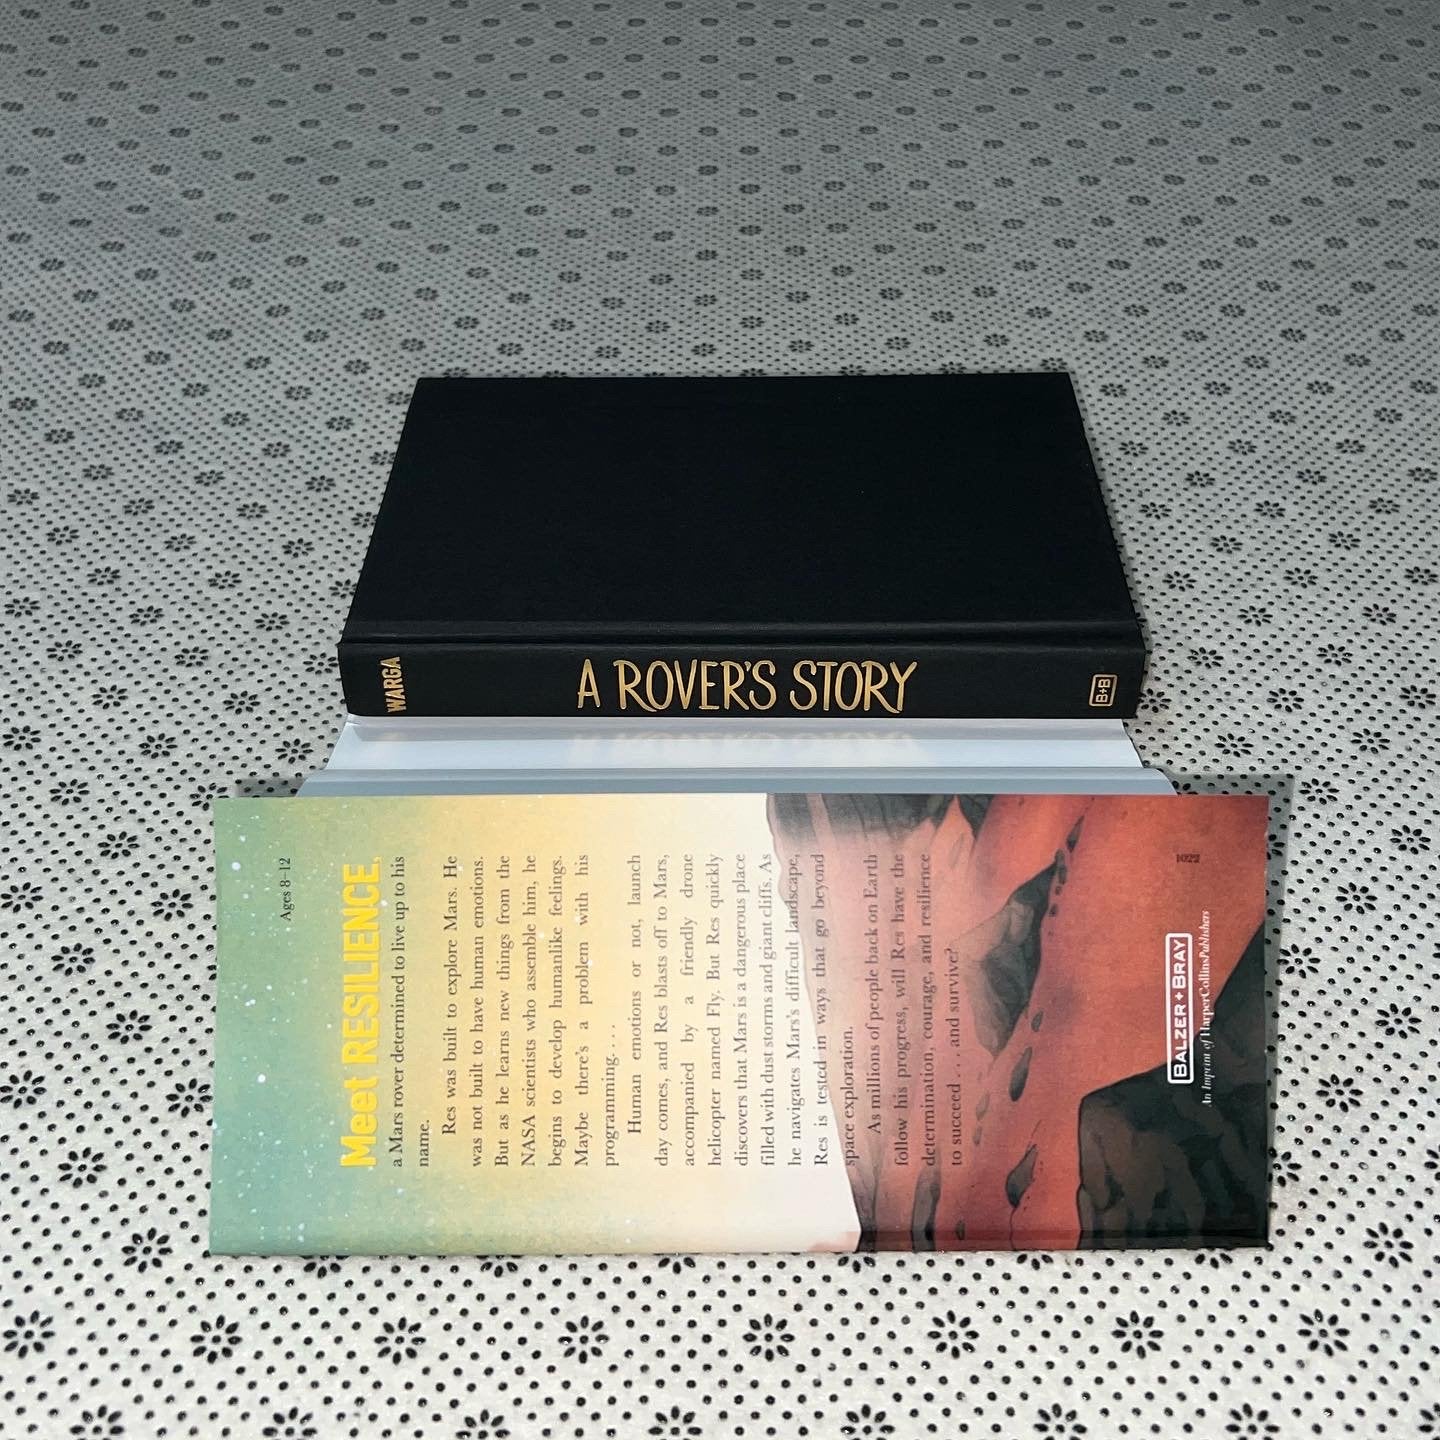 WARGA
A ROVER'S STORY
B+B
Ages 8–12
Meet RESILIENCE,
a Mars rover determined to live up to his
name.
Res was built to explore Mars. He
was not built to have human emotions.
But as he learns new things from the
NASA scientists who assemble him, he
begins to develop humanlike feelings.
Maybe there's a problem with his
programming. . . .
Human emotions or not, launch
day comes, and Res blasts off to Mars,
accompanied by a friendly drone
helicopter named Fly. But Res quickly
discovers that Mars is a dangerous place
filled with dust storms and giant cliffs. As
he navigates Mars's difficult landscape,
Res is tested in ways that go beyond
space exploration.
As millions of people back on Earth
follow his progress, will Res have the
determination, courage, and resilience
to succeed . . . and survive?
BALZER + BRAY
An Imprint of HarperCollinsPublishers
1022